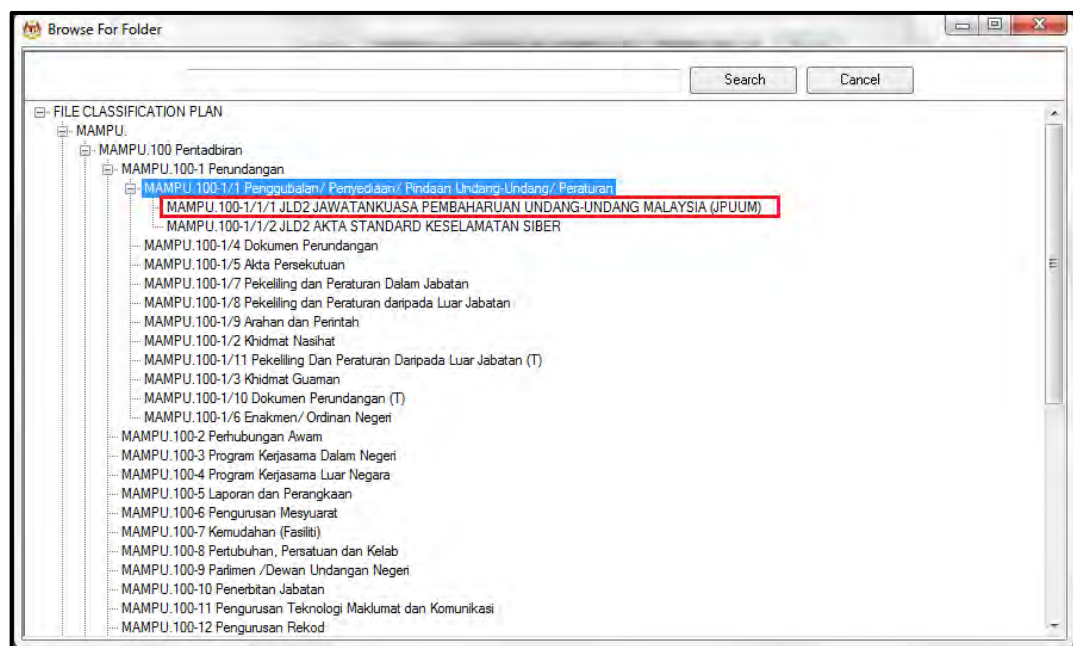 Browse For Folder
Search Cancel
FILE CLASSIFICATION PLAN
MAMPU.
MAMPU.100 Pentadbiran
MAMPU.100-1 Perundangan
MAMPU.100-1/1 Penggubalan/ Penyediaan/ Pindaan Undang-Undang/ Peraturan
MAMPU.100-1/1/1 JLD2 JAWATANKUASA PEMBAHARUAN UNDANG-UNDANG MALAYSIA (JPUUM)
MAMPU.100-1/1/2 JLD2 AKTA STANDARD KESELAMATAN SIBER
MAMPU.100-1/4 Dokumen Perundangan
MAMPU.100-1/5 Akta Persekutuan
MAMPU.100-1/7 Pekeliling dan Peraturan Dalam Jabatan
MAMPU.100-1/8 Pekeliling dan Peraturan daripada Luar Jabatan
MAMPU.100-1/9 Arahan dan Perintah
MAMPU.100-1/2 Khidmat Nasihat
MAMPU.100-1/11 Pekeliling Dan Peraturan Daripada Luar Jabatan (T)
MAMPU.100-1/3 Khidmat Guaman
MAMPU.100-1/10 Dokumen Perundangan (T)
MAMPU.100-1/6 Enakmen/ Ordinan Negeri
MAMPU.100-2 Perhubungan Awam
MAMPU.100-3 Program Kerjasama Dalam Negeri
MAMPU.100-4 Program Kerjasama Luar Negara
MAMPU.100-5 Laporan dan Perangkaan
MAMPU.100-6 Pengurusan Mesyuarat
MAMPU.100-7 Kemudahan (Fasiliti)
MAMPU.100-8 Pertubuhan, Persatuan dan Kelab
MAMPU.100-9 Parlimen /Dewan Undangan Negeri
MAMPU.100-10 Penerbitan Jabatan
MAMPU.100-11 Pengurusan Teknologi Maklumat dan Komunikasi
MAMPU.100-12 Pengurusan Rekod